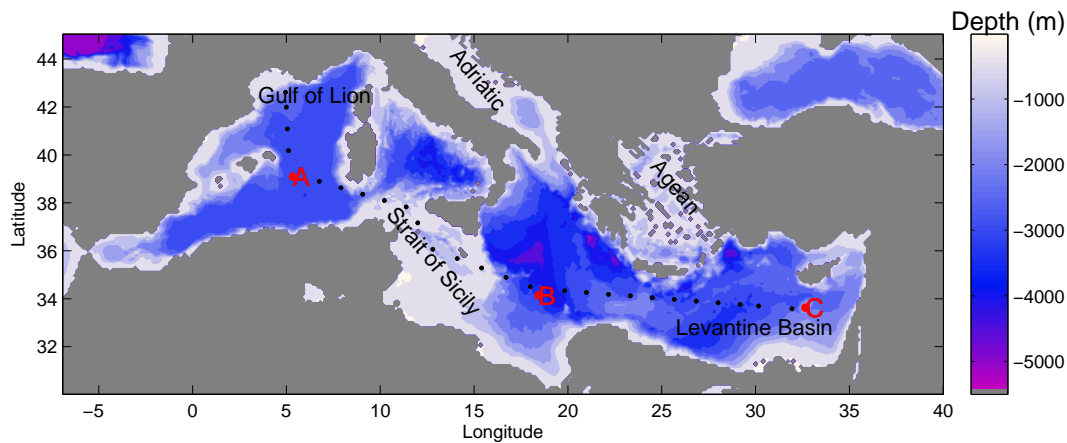 Depth (m)
44
42
40
38
36
34
32
Latitude
−5
0
5
10
15
20
25
30
35
40
Longitude
Gulf of Lion
Adriatic
Agean
Strait of Sicily
Levantine Basin
A
B
C
−1000
−2000
−3000
−4000
−5000